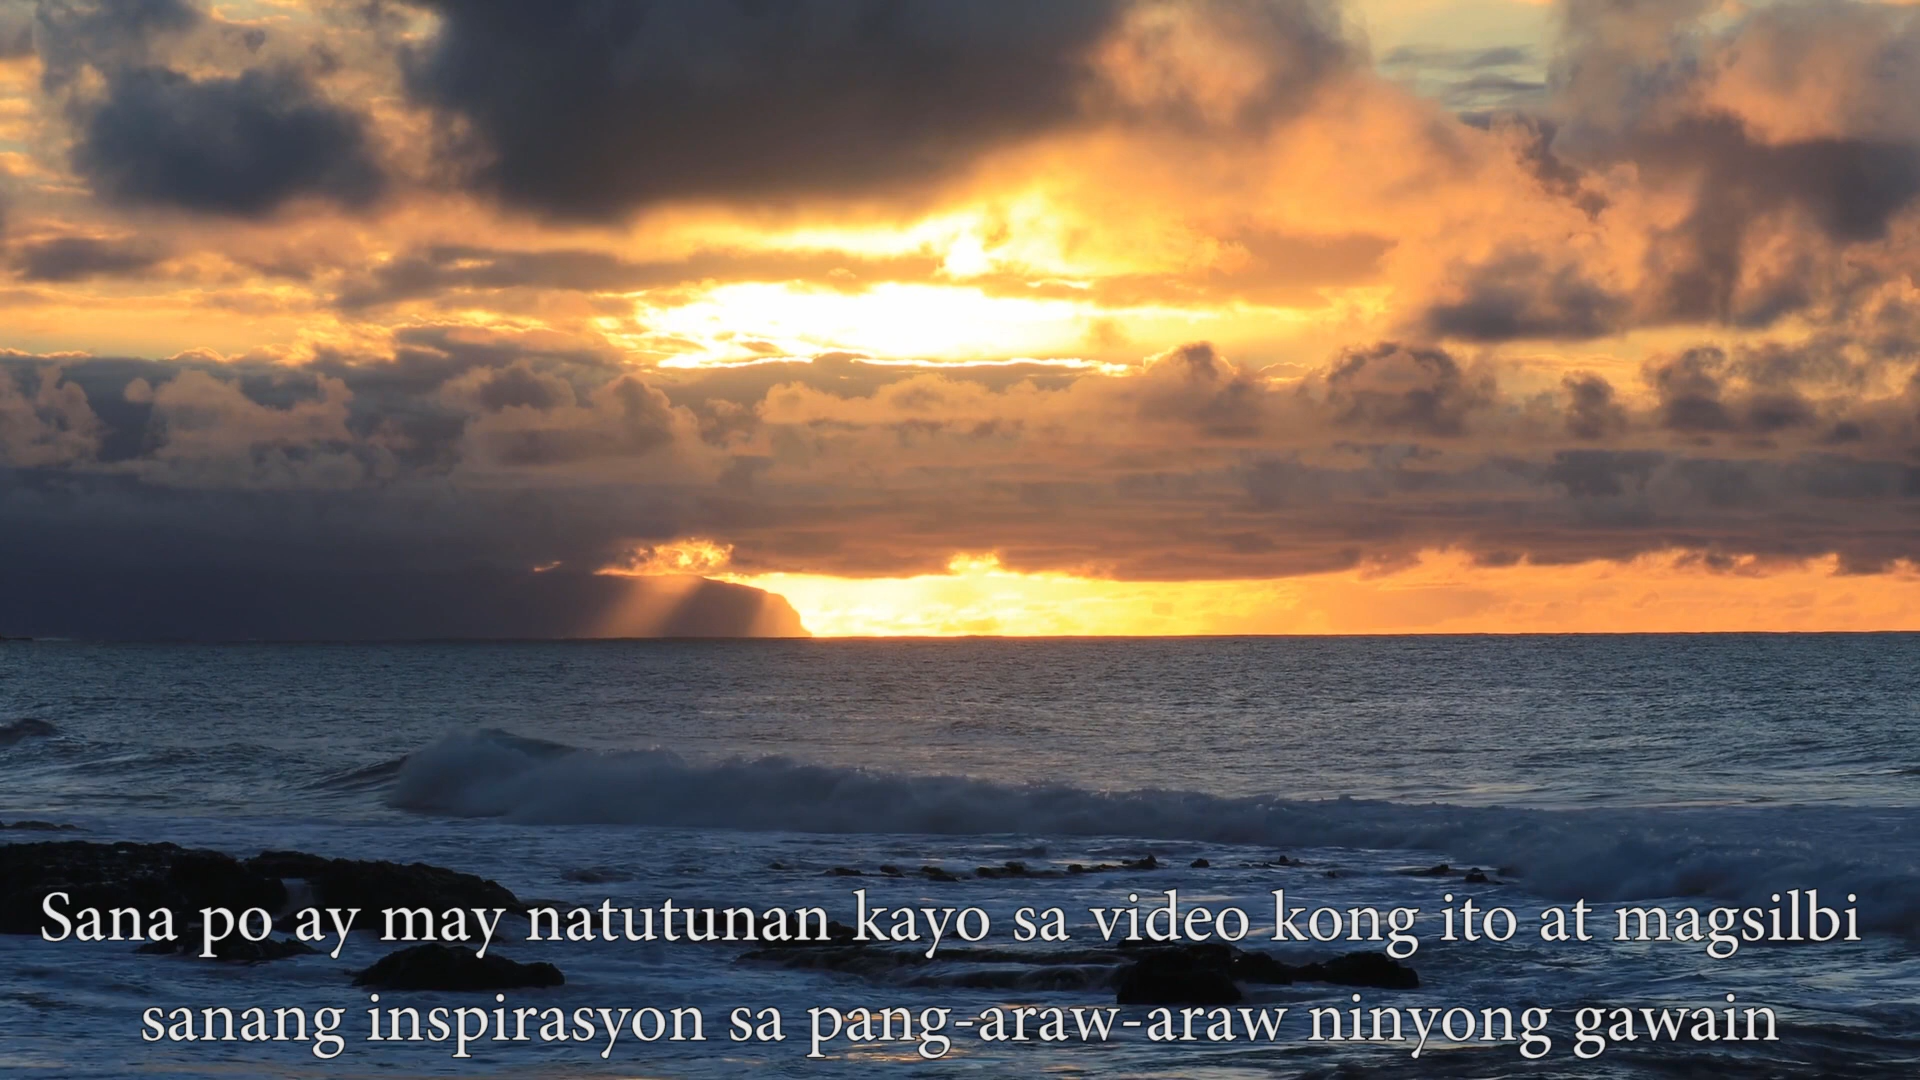 Sana po ay may natutunan kayo sa video kong ito at magsilbi
sanang inspirasyon sa pang-araw-araw ninyong gawain